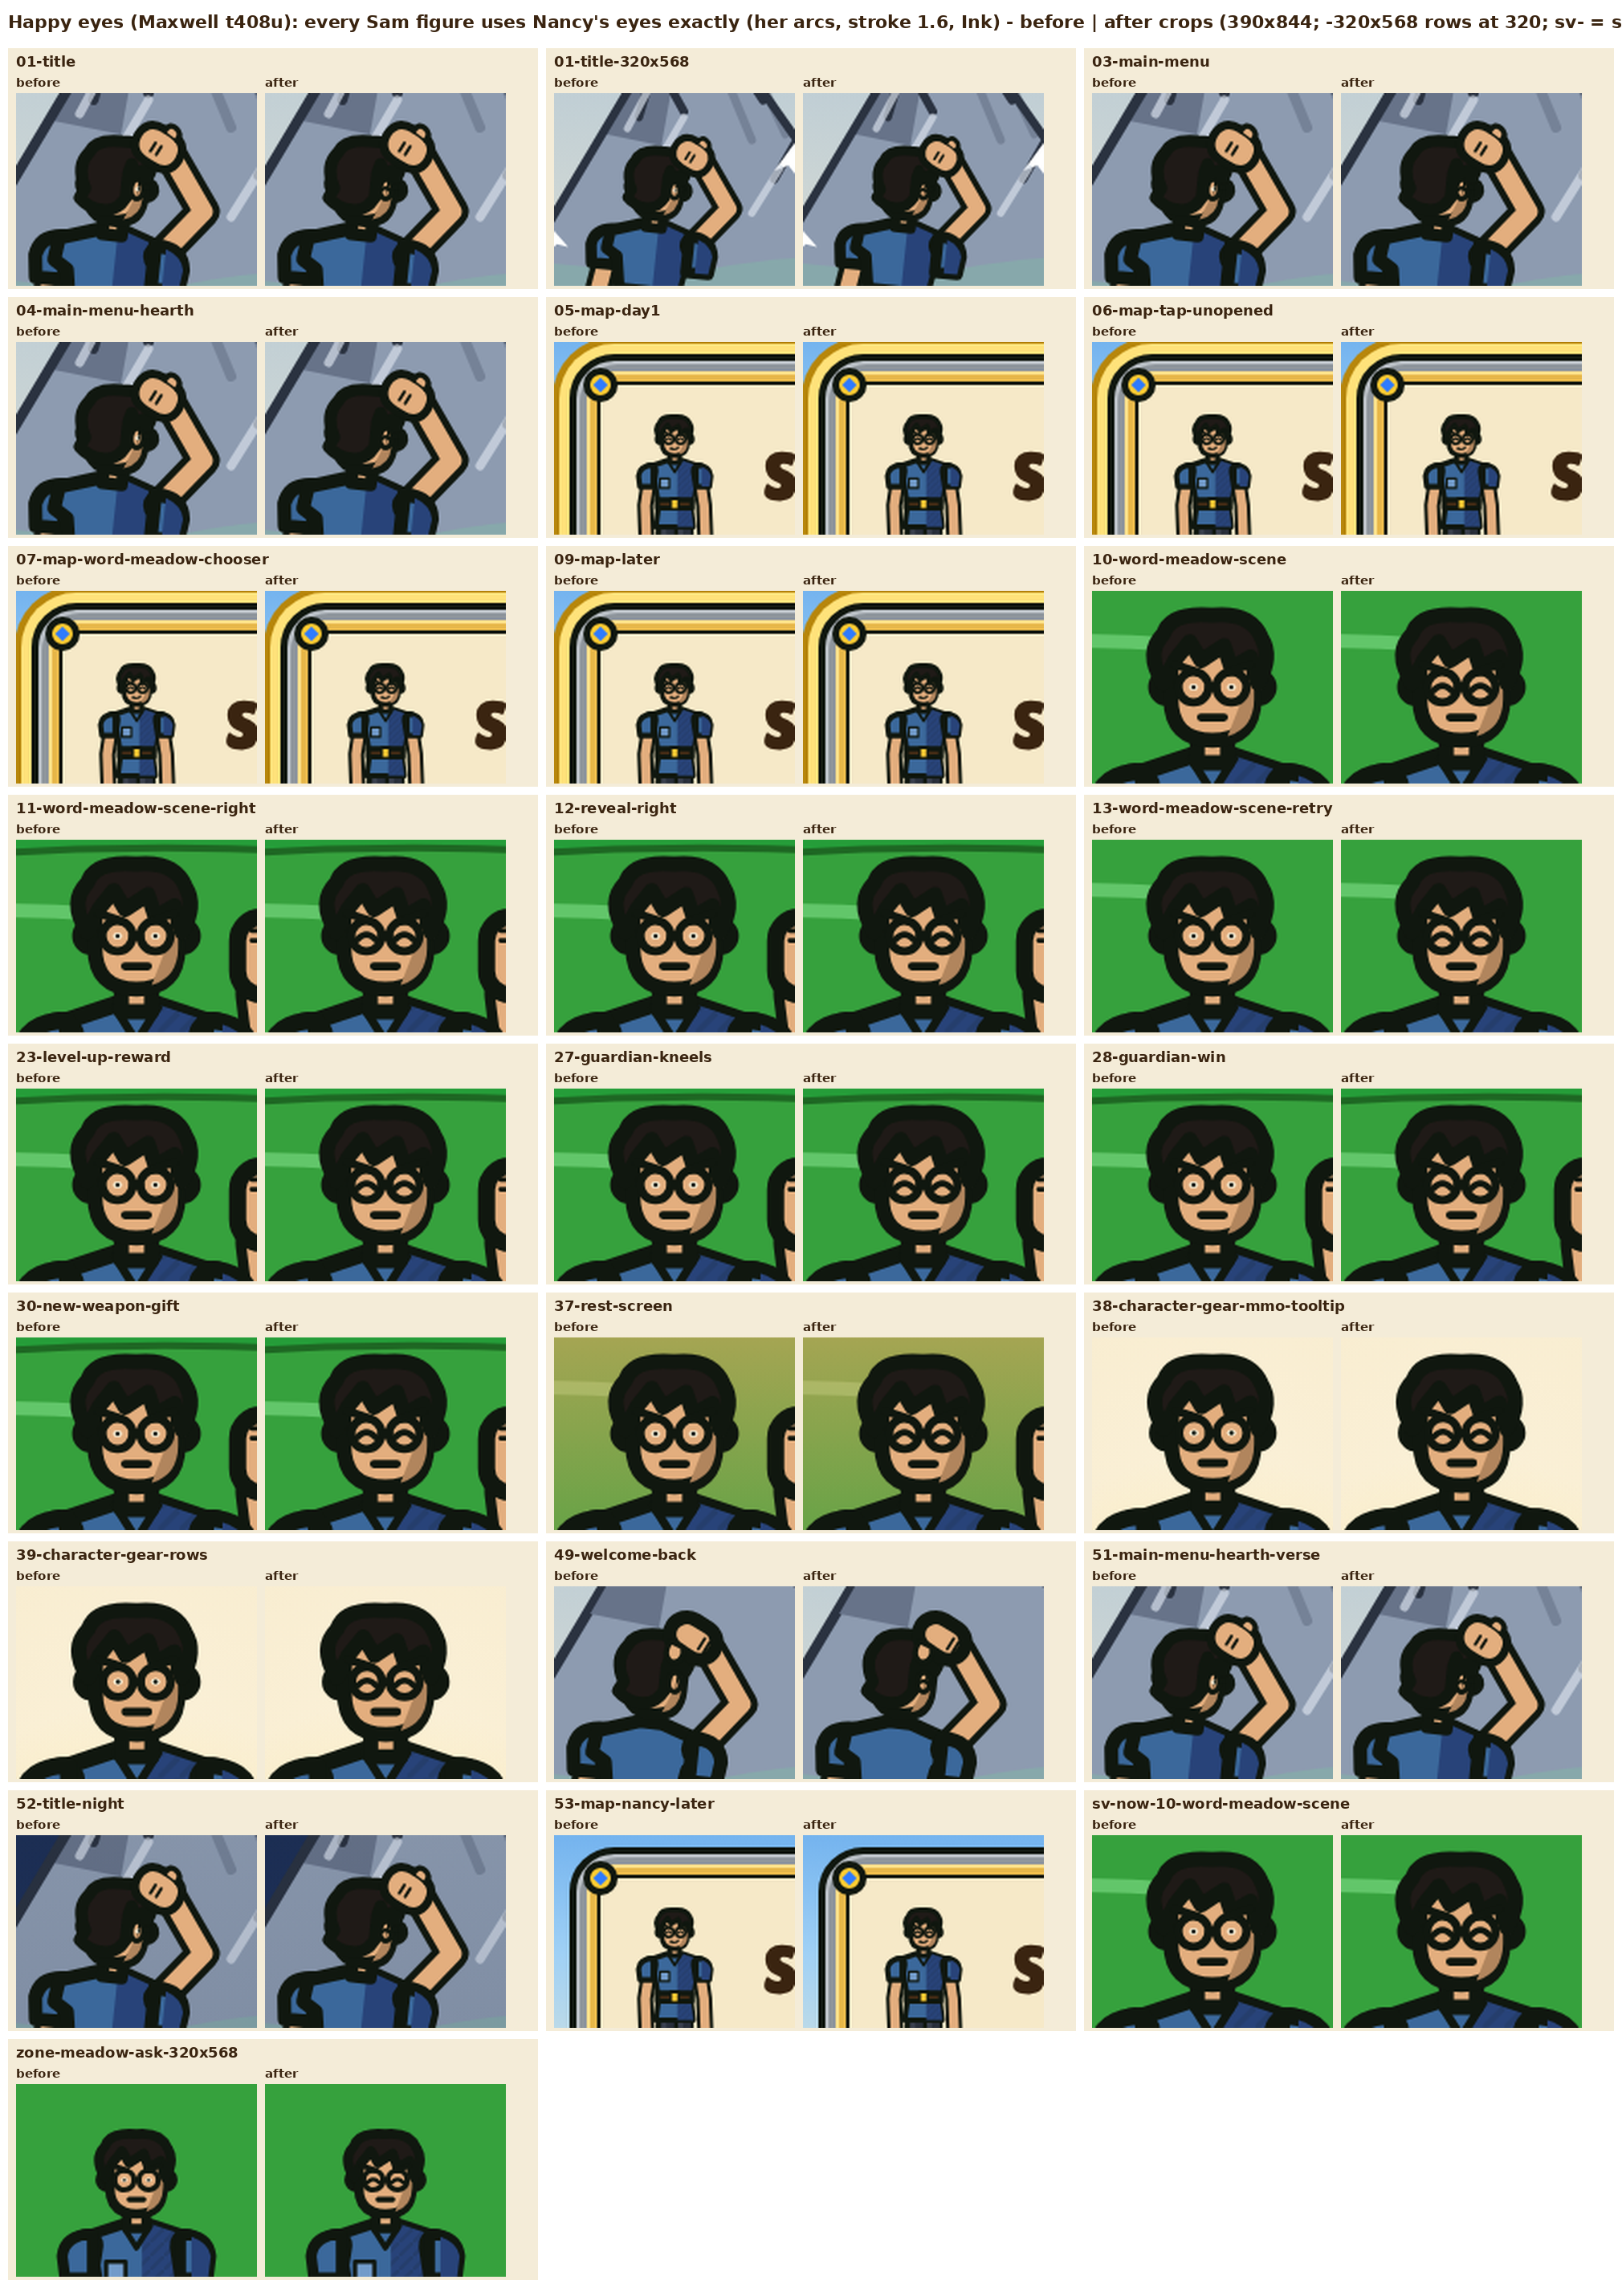 Happy eyes (Maxwell t408u): every Sam figure uses Nancy's eyes exactly (her arcs, stroke 1.6, Ink) - before | after crops (390x844; -320x568 rows at 320; sv- = s
01-title
before after
01-title-320x568
before after
03-main-menu
before after
04-main-menu-hearth
before after
05-map-day1
before after
S S
06-map-tap-unopened
before after
S S
07-map-word-meadow-chooser
before after
S S
09-map-later
before after
S S
10-word-meadow-scene
before after
11-word-meadow-scene-right
before after
12-reveal-right
before after
13-word-meadow-scene-retry
before after
23-level-up-reward
before after
27-guardian-kneels
before after
28-guardian-win
before after
30-new-weapon-gift
before after
37-rest-screen
before after
38-character-gear-mmo-tooltip
before after
39-character-gear-rows
before after
49-welcome-back
before after
51-main-menu-hearth-verse
before after
52-title-night
before after
53-map-nancy-later
before after
S S
sv-now-10-word-meadow-scene
before after
zone-meadow-ask-320x568
before after